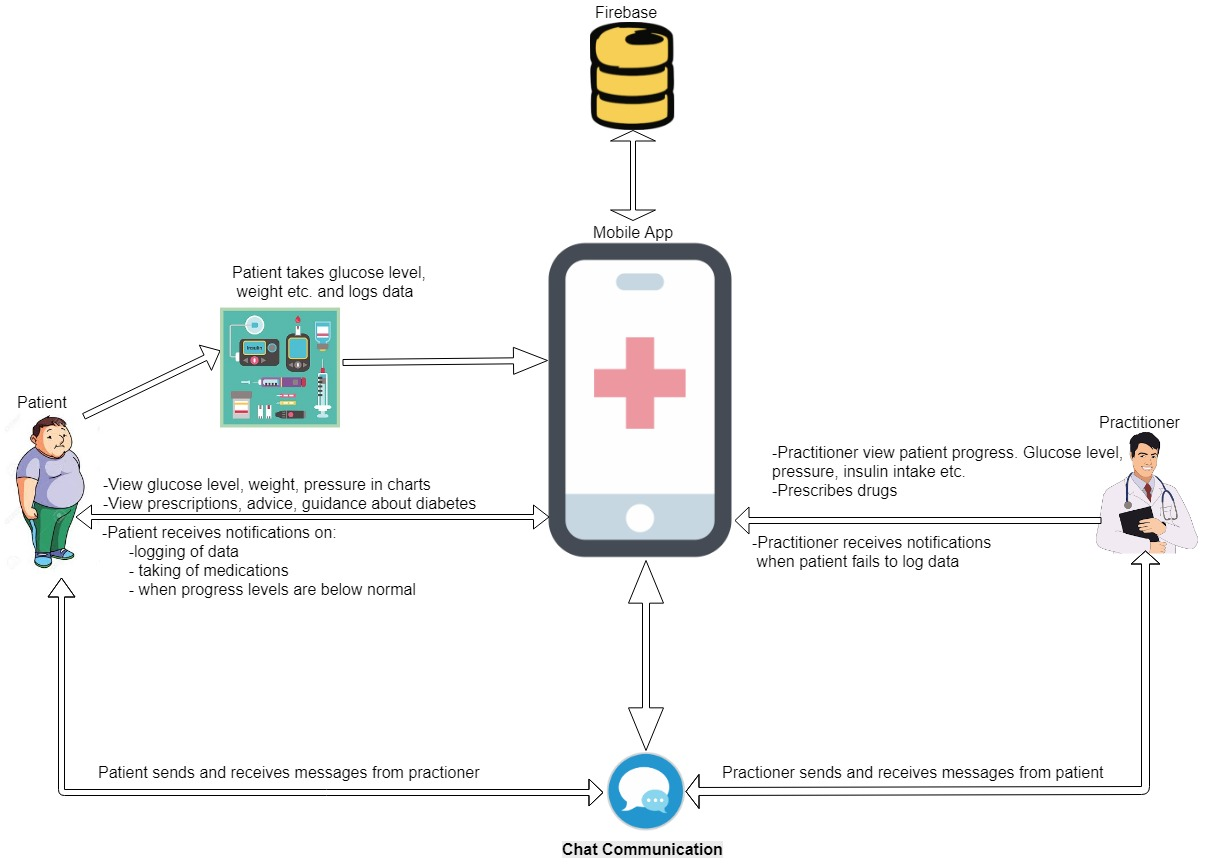 Firebase
Mobile App
Patient takes glucose level,
weight etc. and logs data
Insulin
Patient
Practitioner
-View glucose level, weight, pressure in charts
-View prescriptions, advice, guidance about diabetes
-Patient receives notifications on:
-logging of data
- taking of medications
- when progress levels are below normal
-Practitioner view patient progress. Glucose level,
pressure, insulin intake etc.
-Prescribes drugs
-Practitioner receives notifications
when patient fails to log data
Patient sends and receives messages from practioner
Practioner sends and receives messages from patient
Chat Communication